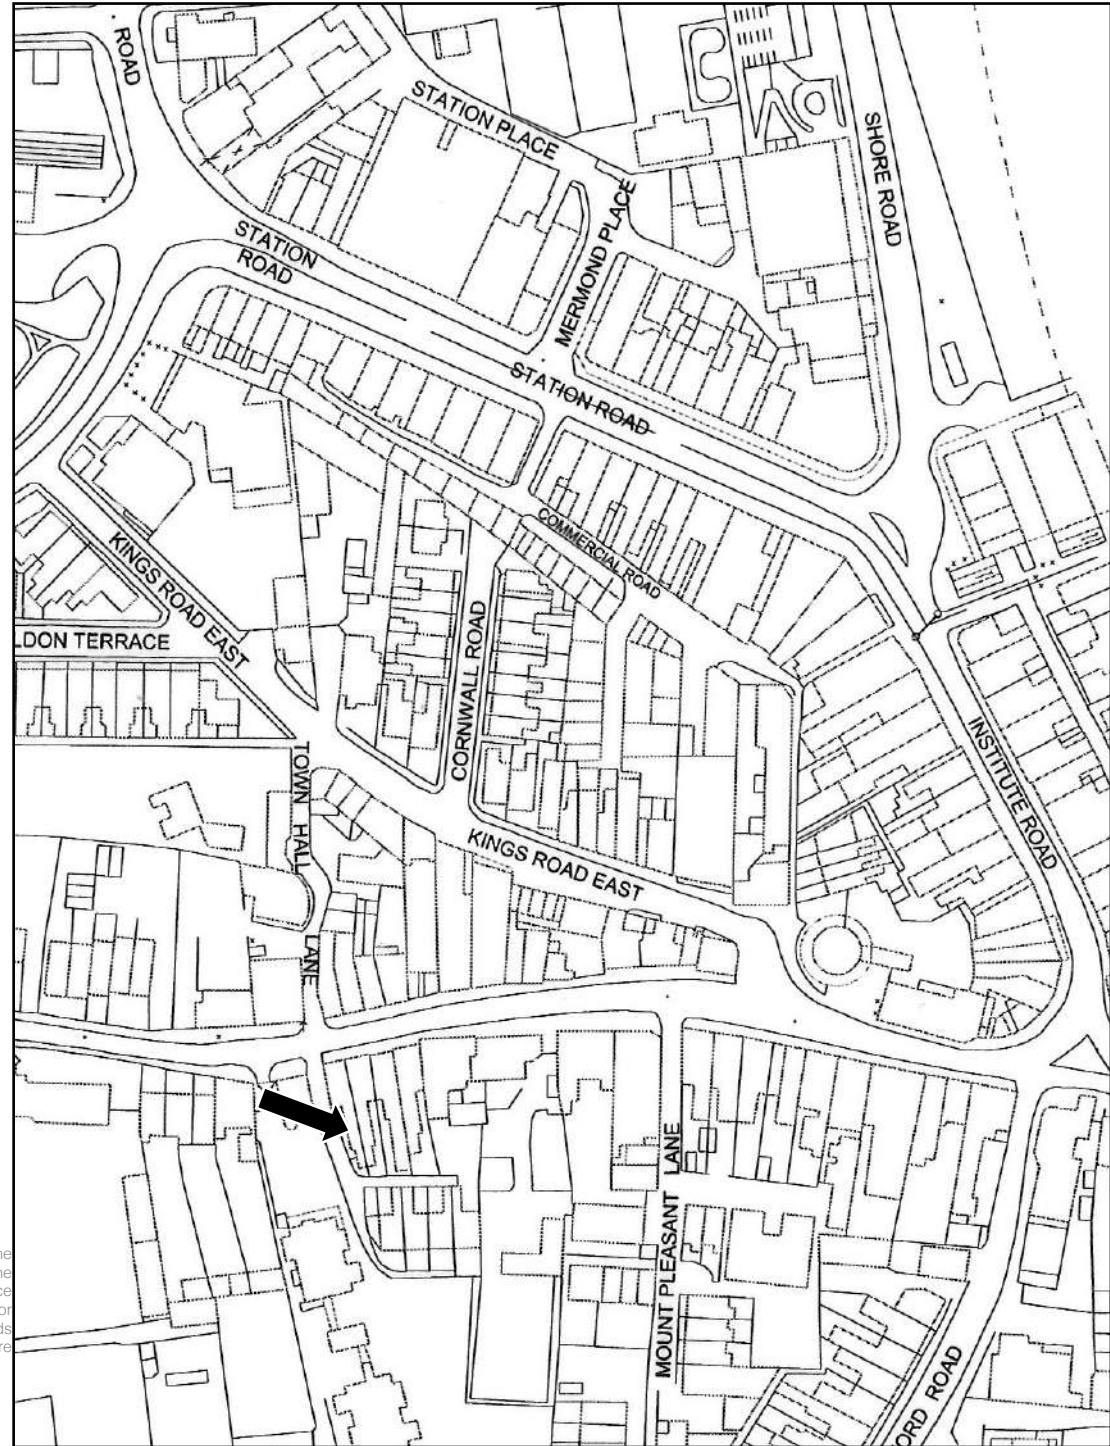 ROAD
STATION PLACE
SHORE ROAD
STATION
ROAD
MERMOND PLACE
STATION ROAD
COMMERCIAL ROAD
KINGS ROAD EAST
LDON TERRACE
CORNWALL ROAD
INSTITUTE ROAD
TOWN HALL
LANE
KINGS ROAD EAST
MOUNT PLEASANT LANE
ORD ROAD